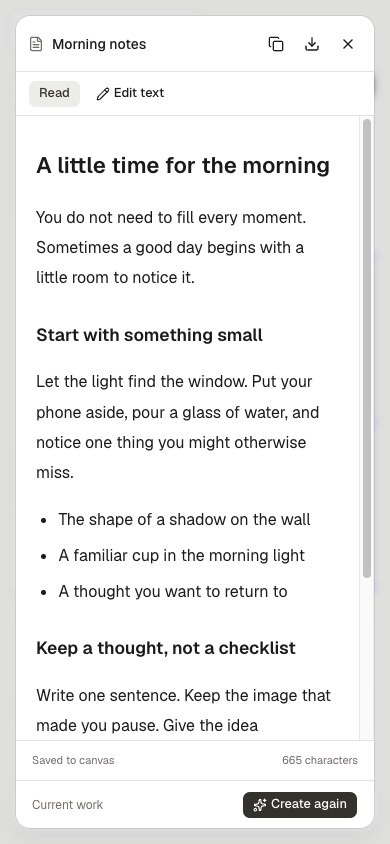 Morning notes
Read
Edit text
A little time for the morning
You do not need to fill every moment.
Sometimes a good day begins with a
little room to notice it.
Start with something small
Let the light find the window. Put your
phone aside, pour a glass of water, and
notice one thing you might otherwise
miss.
• The shape of a shadow on the wall
• A familiar cup in the morning light
• A thought you want to return to
Keep a thought, not a checklist
Write one sentence. Keep the image that
made you pause. Give the idea
Saved to canvas
665 characters
Current work
Create again